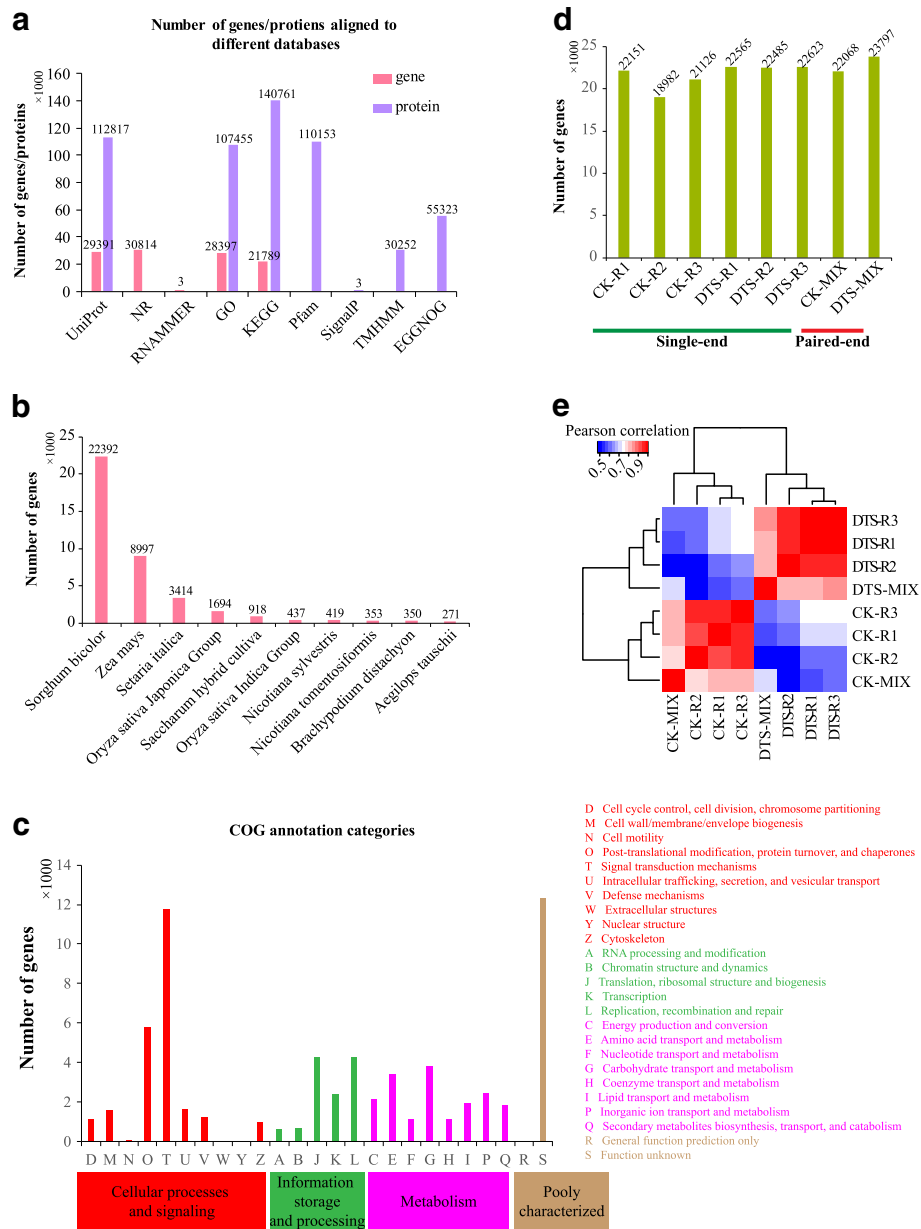 a
Number of genes/protiens aligned to
different databases
×1000
Number of genes/proteins
160
140
120
100
80
60
40
20
0
gene
protein
29391
112817
30814
3
28397
107455
21789
140761
110153
3
30252
55323
UniProt
NR
RNAMMER
GO
KEGG
Pfam
SignalP
TMHMM
EGGNOG
b
×1000
Number of genes
25
20
15
10
5
0
22392
8997
3414
1694
918
437
419
353
350
271
Sorghum bicolor
Zea mays
Setaria italica
Oryza sativa Japonica Group
Saccharum hybrid cultiva
Oryza sativa Indica Group
Nicotiana sylvestris
Nicotiana tomentosiformis
Brachypodium distachyon
Aegilops tauschii
c
COG annotation categories
×1000
Number of genes
14
12
10
8
6
4
2
0
D M N O T U V W Y Z A B J K L C E F G H I P Q R S
Cellular processes
and signaling
Information
storage
and processing
Metabolism
Pooly
characterized
D Cell cycle control, cell division, chromosome partitioning
M Cell wall/membrane/envelope biogenesis
N Cell motility
O Post-translational modification, protein turnover, and chaperones
T Signal transduction mechanisms
U Intracellular trafficking, secretion, and vesicular transport
V Defense mechanisms
W Extracellular structures
Y Nuclear structure
Z Cytoskeleton
A RNA processing and modification
B Chromatin structure and dynamics
J Translation, ribosomal structure and biogenesis
K Transcription
L Replication, recombination and repair
C Energy production and conversion
E Amino acid transport and metabolism
F Nucleotide transport and metabolism
G Carbohydrate transport and metabolism
H Coenzyme transport and metabolism
I Lipid transport and metabolism
P Inorganic ion transport and metabolism
Q Secondary metabolites biosynthesis, transport, and catabolism
R General function prediction only
S Function unknown
d
×1000
Number of genes
25
20
15
10
5
0
22151
18982
21126
22565
22485
22623
22068
23797
CK-R1
CK-R2
CK-R3
DTS-R1
DTS-R2
DTS-R3
CK-MIX
DTS-MIX
Single-end
Paired-end
e
Pearson correlation
0.5
0.7
0.9
DTS-R3
DTS-R1
DTS-R2
DTS-MIX
CK-R3
CK-R1
CK-R2
CK-MIX
CK-MIX
CK-R2
CK-R1
CK-R3
DTS-MIX
DTS-R2
DTS-R1
DTS-R3